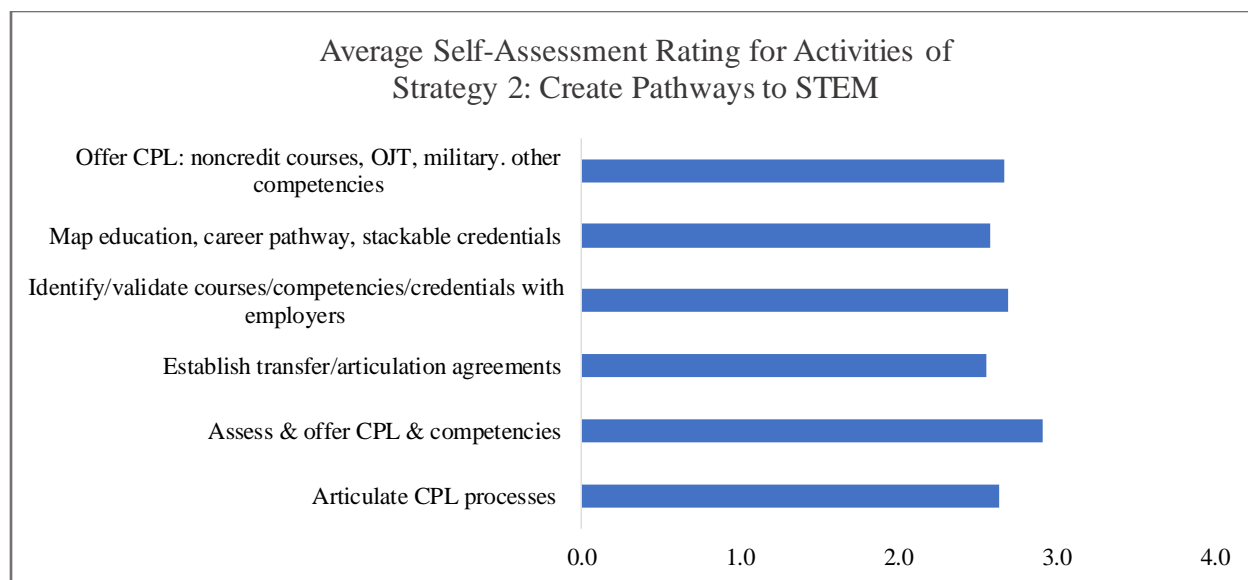 Average Self-Assessment Rating for Activities of
Strategy 2: Create Pathways to STEM
Offer CPL: noncredit courses, OJT, military. other
competencies
Map education, career pathway, stackable credentials
Identify/validate courses/competencies/credentials with
employers
Establish transfer/articulation agreements
Assess & offer CPL & competencies
Articulate CPL processes
0.0 1.0 2.0 3.0 4.0